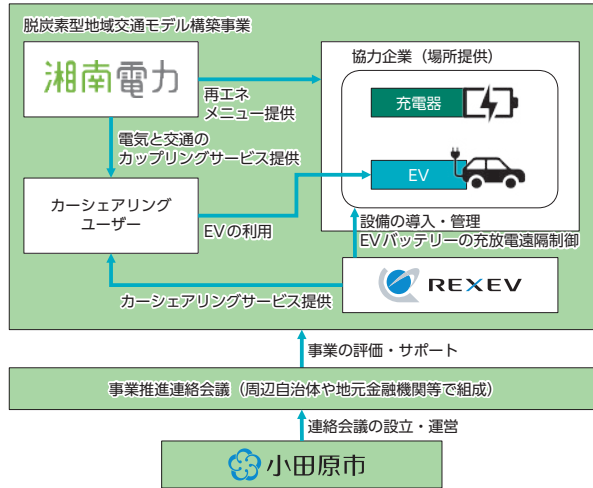 脱炭素型地域交通モデル構築事業
湘南電力
再エネ
メニュー提供
協力企業（場所提供）
充電器
EV
電気と交通の
カップリングサービス提供
カーシェアリング
ユーザー
EVの利用
設備の導入・管理
EVバッテリーの充放電遠隔制御
REXEV
カーシェアリングサービス提供
事業の評価・サポート
事業推進連絡会議（周辺自治体や地元金融機関等で組成）
連絡会議の設立・運営
小田原市